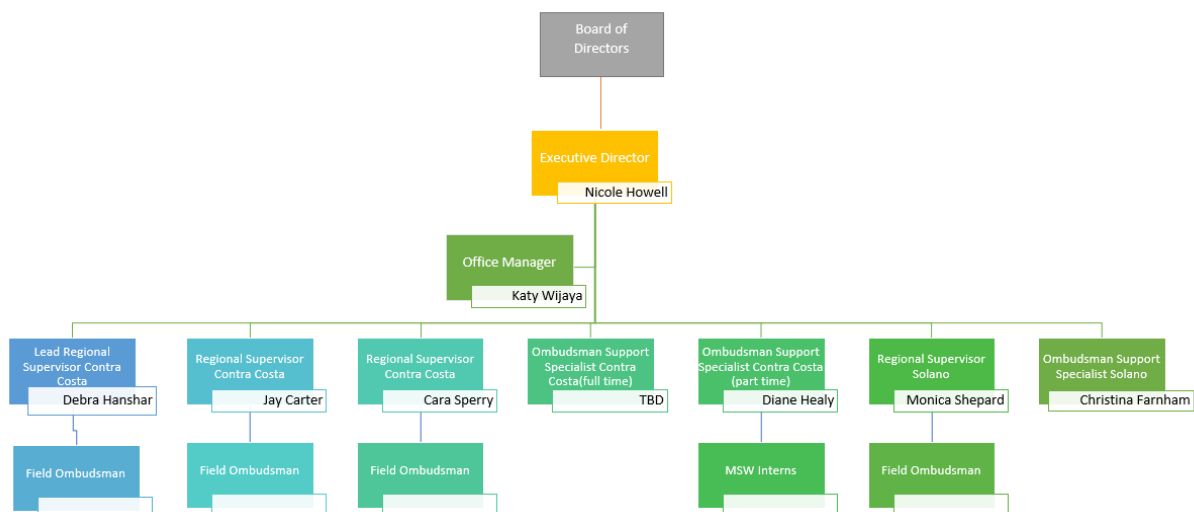 Board of
Directors
Executive Director
Nicole Howell
Office Manager
Katy Wijaya
Lead Regional
Supervisor Contra
Costa
Debra Hanshar
Regional Supervisor
Contra Costa
Jay Carter
Regional Supervisor
Contra Costa
Cara Sperry
Ombudsman Support
Specialist Contra
Costa(full time)
TBD
Ombudsman Support
Specialist Contra Costa
(part time)
Diane Healy
Regional Supervisor
Solano
Monica Shepard
Ombudsman Support
Specialist Solano
Christina Farnham
Field Ombudsman
Field Ombudsman
Field Ombudsman
MSW Interns
Field Ombudsman